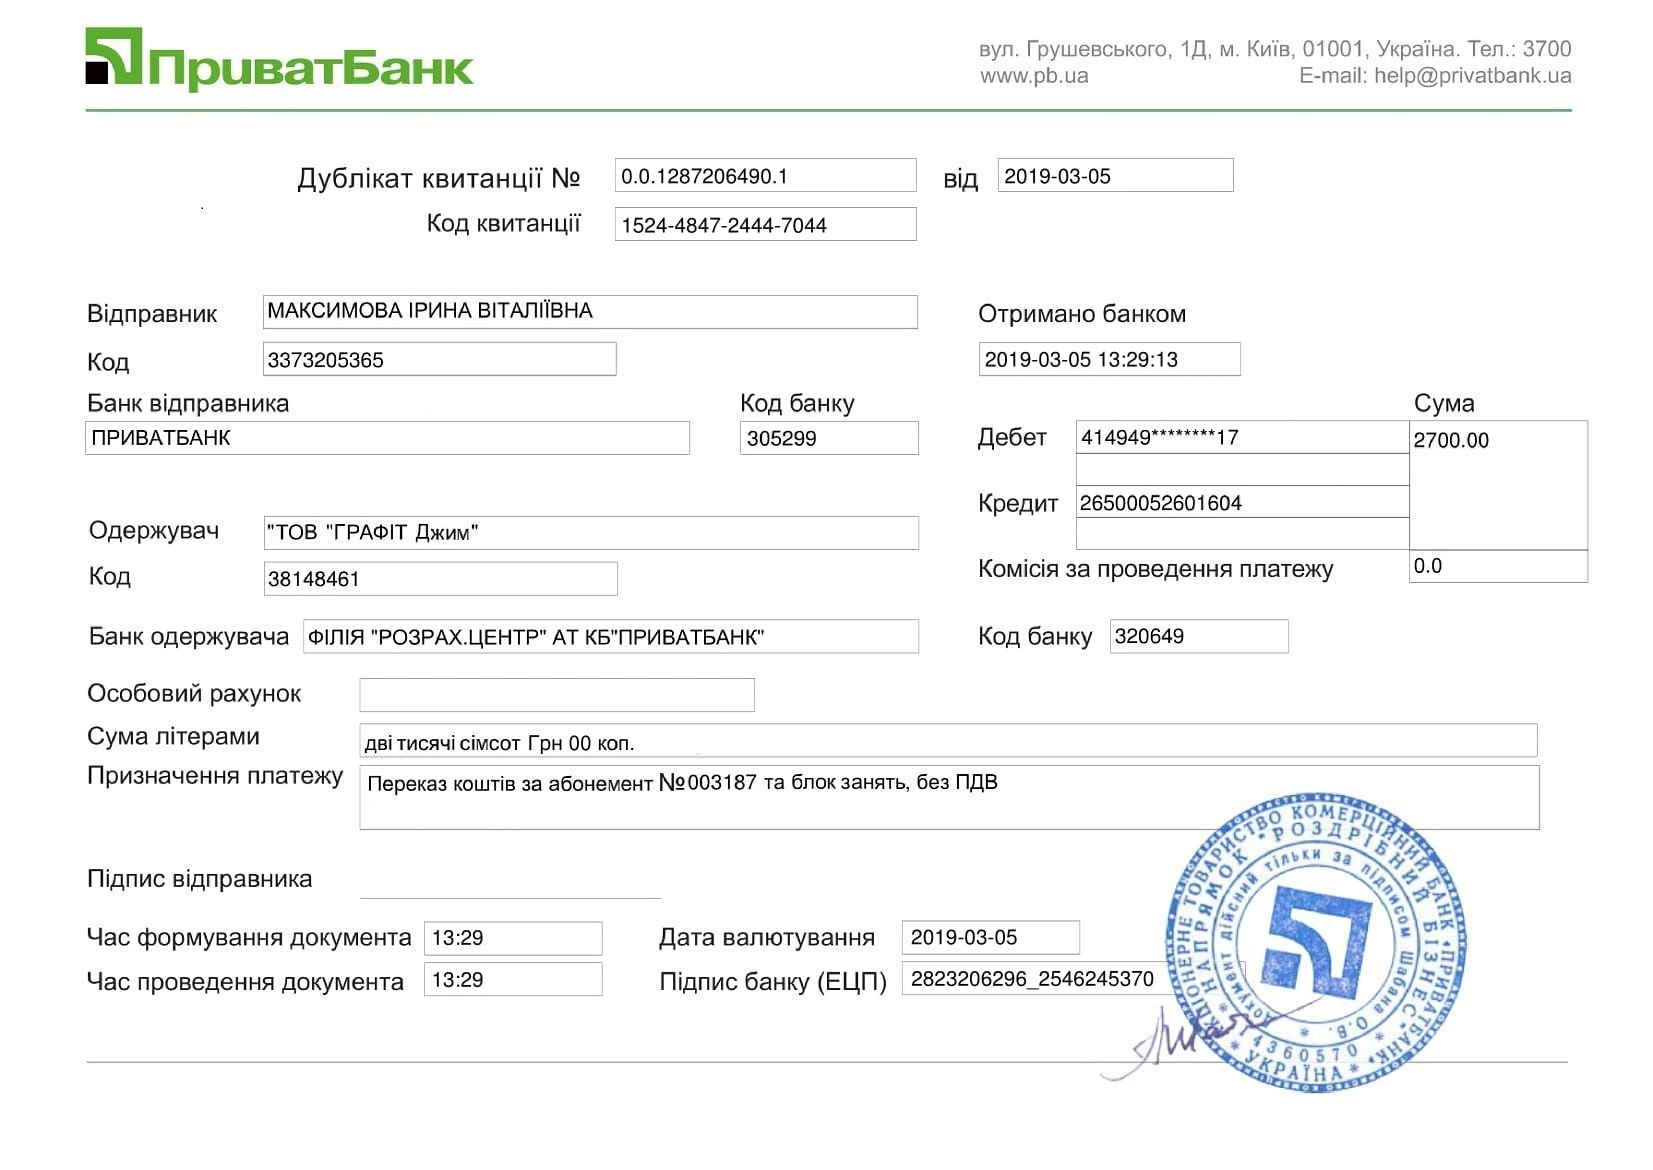 ПриватБанк
вул. Грушевського, 1Д, м. Київ, 01001, Україна. Тел.: 3700
www.pb.ua E-mail: help@privatbank.ua
Дублікат квитанції № 0.0.1287206490.1 від 2019-03-05
Код квитанції 1524-4847-2444-7044
Відправник МАКСИМОВА ІРИНА ВІТАЛІЇВНА Отримано банком
Код 3373205365 2019-03-05 13:29:13
Банк відправника Код банку Сума
ПРИВАТБАНК 305299 Дебет 414949********17 2700.00
Кредит 26500052601604
Одержувач "ТОВ "ГРАФІТ Джим"
Код 38148461 Комісія за проведення платежу 0.0
Банк одержувача ФІЛІЯ "РОЗРАХ.ЦЕНТР" АТ КБ"ПРИВАТБАНК" Код банку 320649
Особовий рахунок
Сума літерами дві тисячі сімсот Грн 00 коп.
Призначення платежу Переказ коштів за абонемент №003187 та блок занять, без ПДВ
Підпис відправника
Час формування документа 13:29 Дата валютування 2019-03-05
Час проведення документа 13:29 Підпис банку (ЕЦП) 2823206296_2546245370
АКЦІОНЕРНЕ ТОВАРИСТВО КОМЕРЦІЙНИЙ БАНК «ПРИВАТБАНК» * УКРАЇНА *
НАПРЯМОК "РОЗДРІБНИЙ БІЗНЕС" * 14360570 *
документ дійсний тільки за підписом Шабана О.В. *